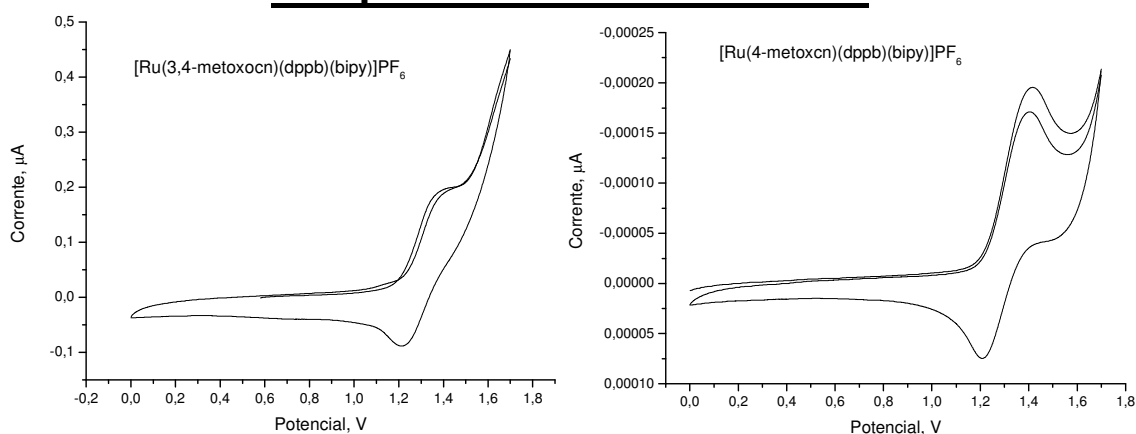 [Ru(3,4-metoxocn)(dppb)(bipy)]PF6
0,5
0,4
0,3
0,2
0,1
0,0
-0,1
Corrente, µA
-0,2 0,0 0,2 0,4 0,6 0,8 1,0 1,2 1,4 1,6 1,8
Potencial, V
[Ru(4-metoxcn)(dppb)(bipy)]PF6
-0,00025
-0,00020
-0,00015
-0,00010
-0,00005
0,00000
0,00005
0,00010
Corrente, µA
0,0 0,2 0,4 0,6 0,8 1,0 1,2 1,4 1,6 1,8
Potencial, V